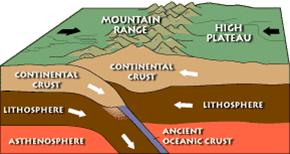 MOUNTAIN
RANGE
HIGH
PLATEAU
CONTINENTAL
CRUST
CONTINENTAL
CRUST
LITHOSPHERE
LITHOSPHERE
ASTHENOSPHERE
ANCIENT
OCEANIC CRUST